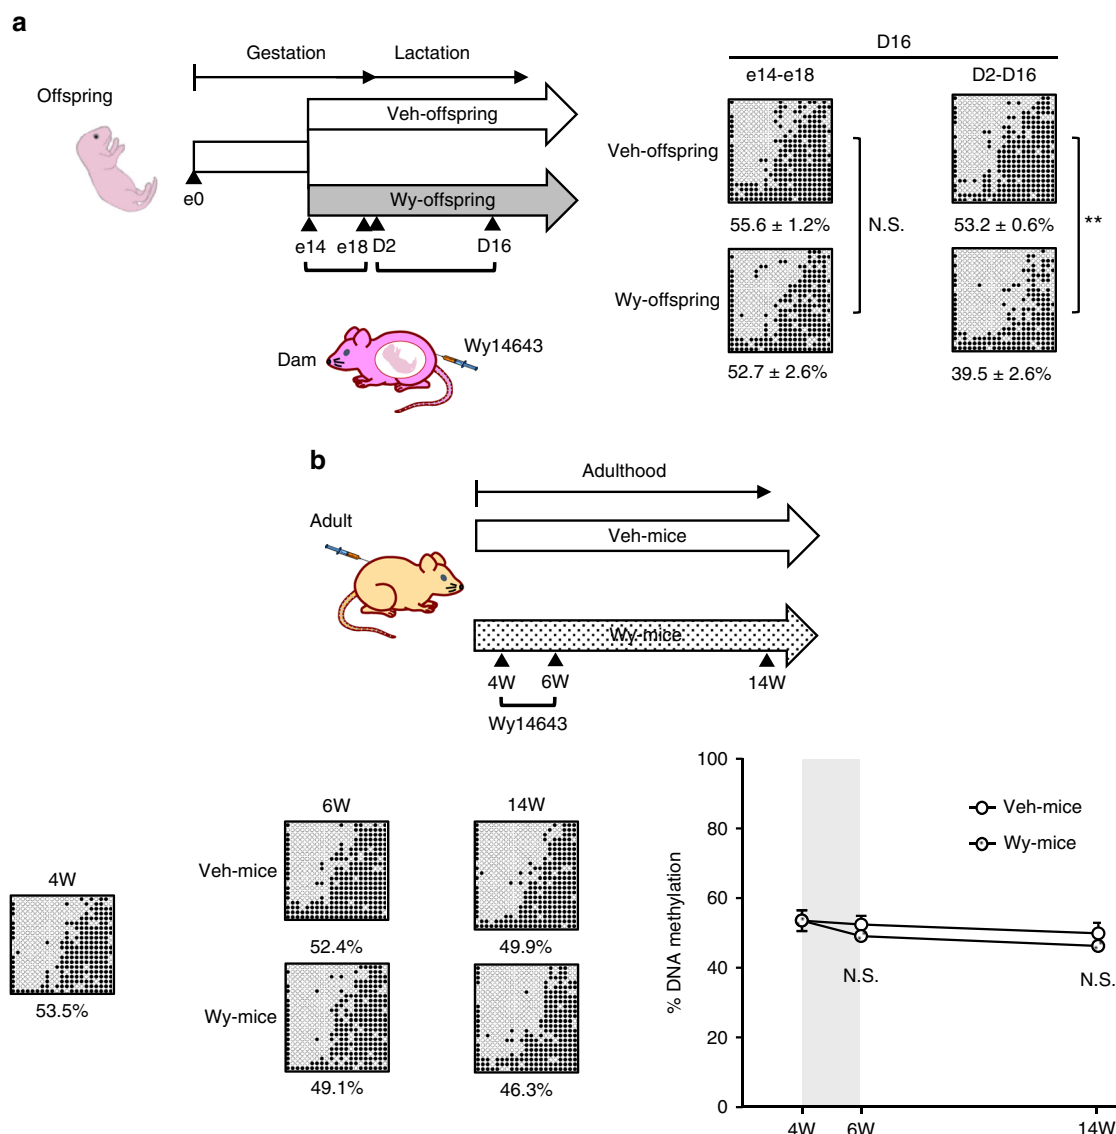 a
Gestation
Lactation
Offspring
Veh-offspring
Wy-offspring
e0
e14
e18
D2
D16
Dam
Wy14643
D16
e14-e18
D2-D16
Veh-offspring
55.6 ± 1.2%
N.S.
53.2 ± 0.6%
**
Wy-offspring
52.7 ± 2.6%
39.5 ± 2.6%
b
Adulthood
Adult
Veh-mice
Wy-mice
4W
6W
14W
Wy14643
4W
53.5%
6W
14W
Veh-mice
52.4%
49.9%
Wy-mice
49.1%
46.3%
% DNA methylation
100
80
60
40
20
0
Veh-mice
Wy-mice
N.S.
N.S.
4W
6W
14W